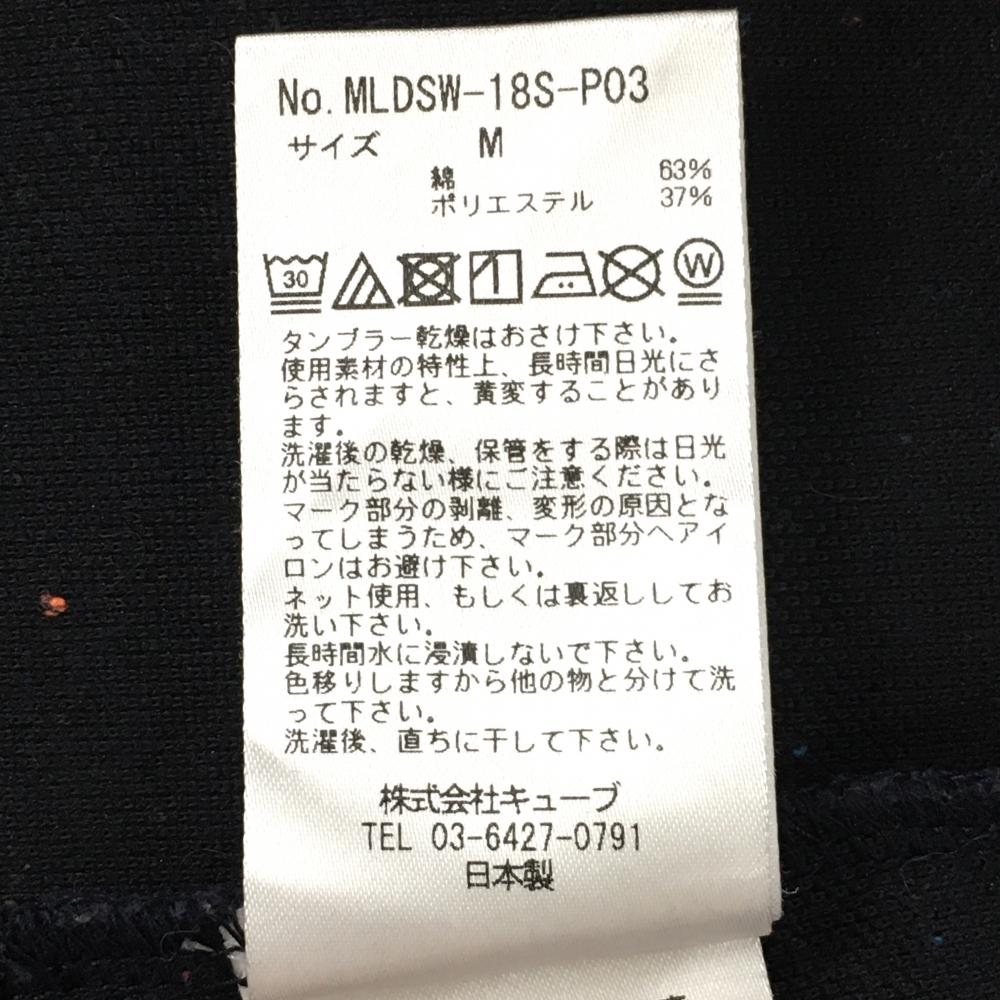 No. MLDSW-18S-P03
サイズ M
綿 63%
ポリエステル 37%
30 W
タンブラー乾燥はおさけ下さい。
使用素材の特性上、長時間日光にさ
らされますと、黄変することがあり
ます。
洗濯後の乾燥、保管をする際は日光
が当たらない様にご注意ください。
マーク部分の剥離、変形の原因とな
ってしまうため、マーク部分へアイ
ロンはお避け下さい。
ネット使用、もしくは裏返ししてお
洗い下さい。
長時間水に浸漬しないで下さい。
色移りしますから他の物と分けて洗
って下さい。
洗濯後、直ちに干して下さい。
株式会社キューブ
TEL 03-6427-0791
日本製